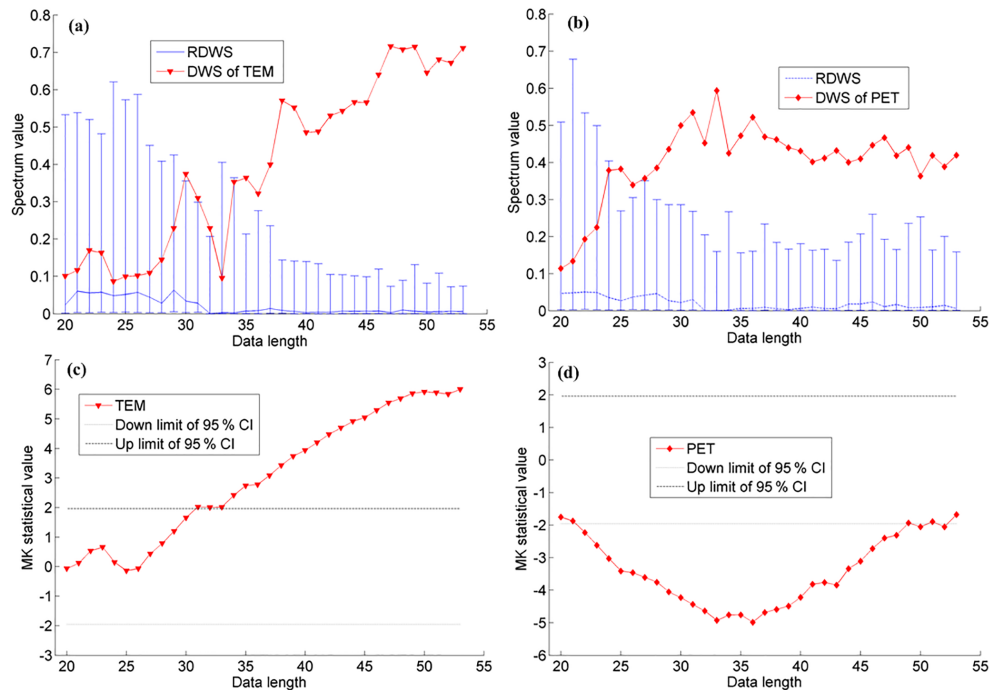 (a)
RDWS
DWS of TEM
Spectrum value
0.8
0.7
0.6
0.5
0.4
0.3
0.2
0.1
0
20 25 30 35 40 45 50 55
Data length
(b)
RDWS
DWS of PET
Spectrum value
0.8
0.7
0.6
0.5
0.4
0.3
0.2
0.1
0
20 25 30 35 40 45 50 55
Data length
(c)
TEM
Down limit of 95 % CI
Up limit of 95 % CI
MK statistical value
7
6
5
4
3
2
1
0
-1
-2
-3
20 25 30 35 40 45 50 55
Data length
(d)
PET
Down limit of 95 % CI
Up limit of 95 % CI
MK statistical value
3
2
1
0
-1
-2
-3
-4
-5
-6
20 25 30 35 40 45 50 55
Data length